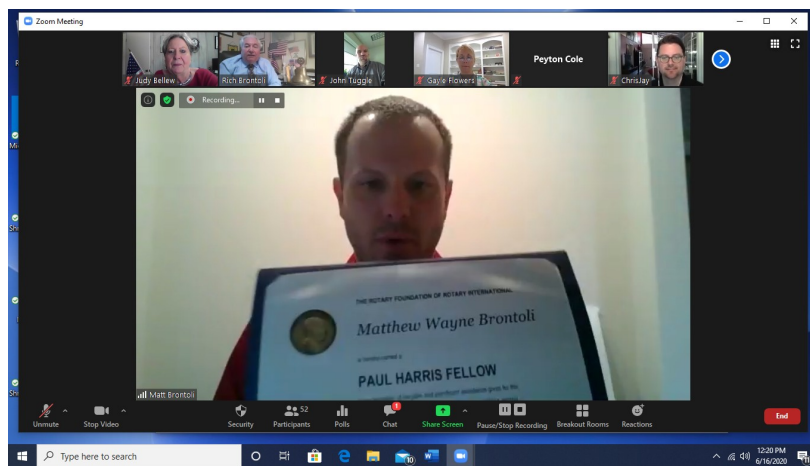 Zoom Meeting
Judy Bellew
Rich Brontoli
John Tuggle
Gayle Flowers
Peyton Cole
ChrisJay
Recording...
THE ROTARY FOUNDATION OF ROTARY INTERNATIONAL
Matthew Wayne Brontoli
PAUL HARRIS FELLOW
Matt Brontoli
52
1
Unmute
Stop Video
Security
Participants
Polls
Chat
Share Screen
Pause/Stop Recording
Breakout Rooms
Reactions
End
Type here to search
10
12:20 PM
6/16/2020